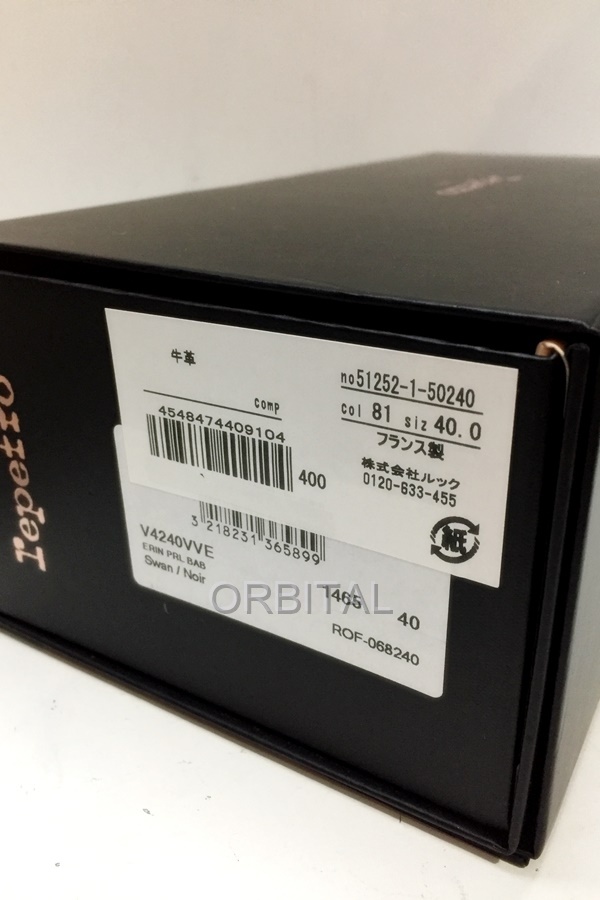 repetto
牛革
comp
4548474409104
400
no51252-1-50240
col 81 siz 40.0
フランス製
株式会社ルック
0120-633-455
紙
3 218231 365899
V4240VVE
ERIN PRL BAB
Swan / Noir
1465 40
ROF-068240
ORBITAL